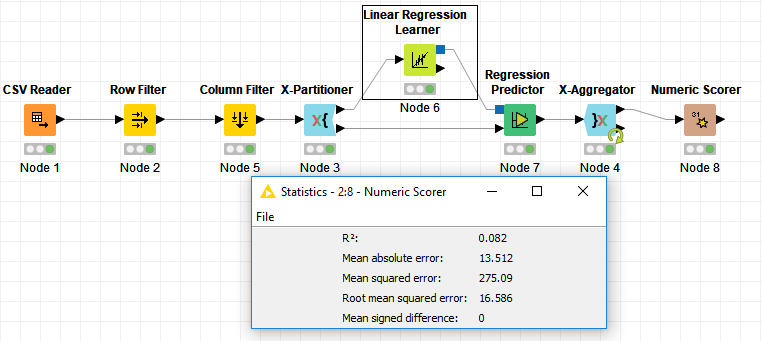 Linear Regression
Learner
Node 6
CSV Reader
Node 1
Row Filter
Node 2
Column Filter
Node 5
X-Partitioner
Node 3
Regression
Predictor
Node 7
X-Aggregator
Node 4
Numeric Scorer
Node 8
Statistics - 2:8 - Numeric Scorer
File
R²: 0.082
Mean absolute error: 13.512
Mean squared error: 275.09
Root mean squared error: 16.586
Mean signed difference: 0